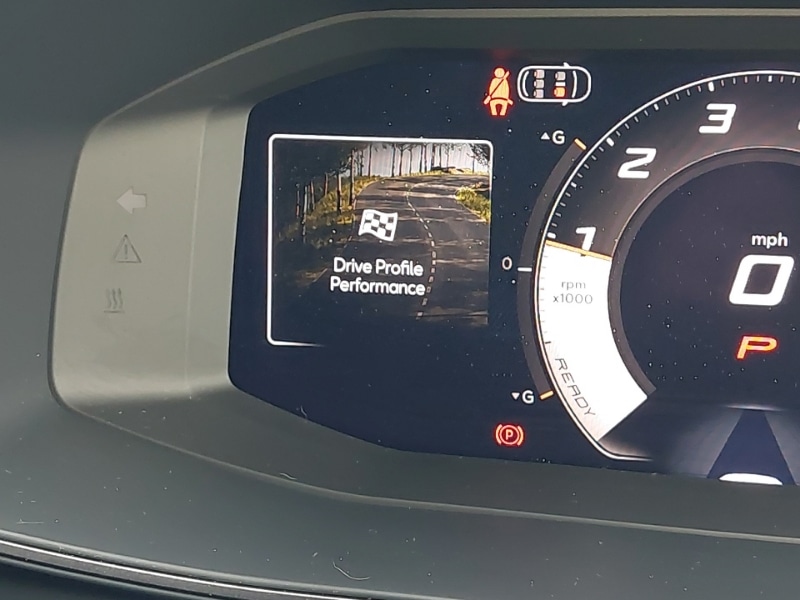 G
3
2
1
0
Drive Profile
Performance
mph
0
rpm
x1000
P
READY
G
P